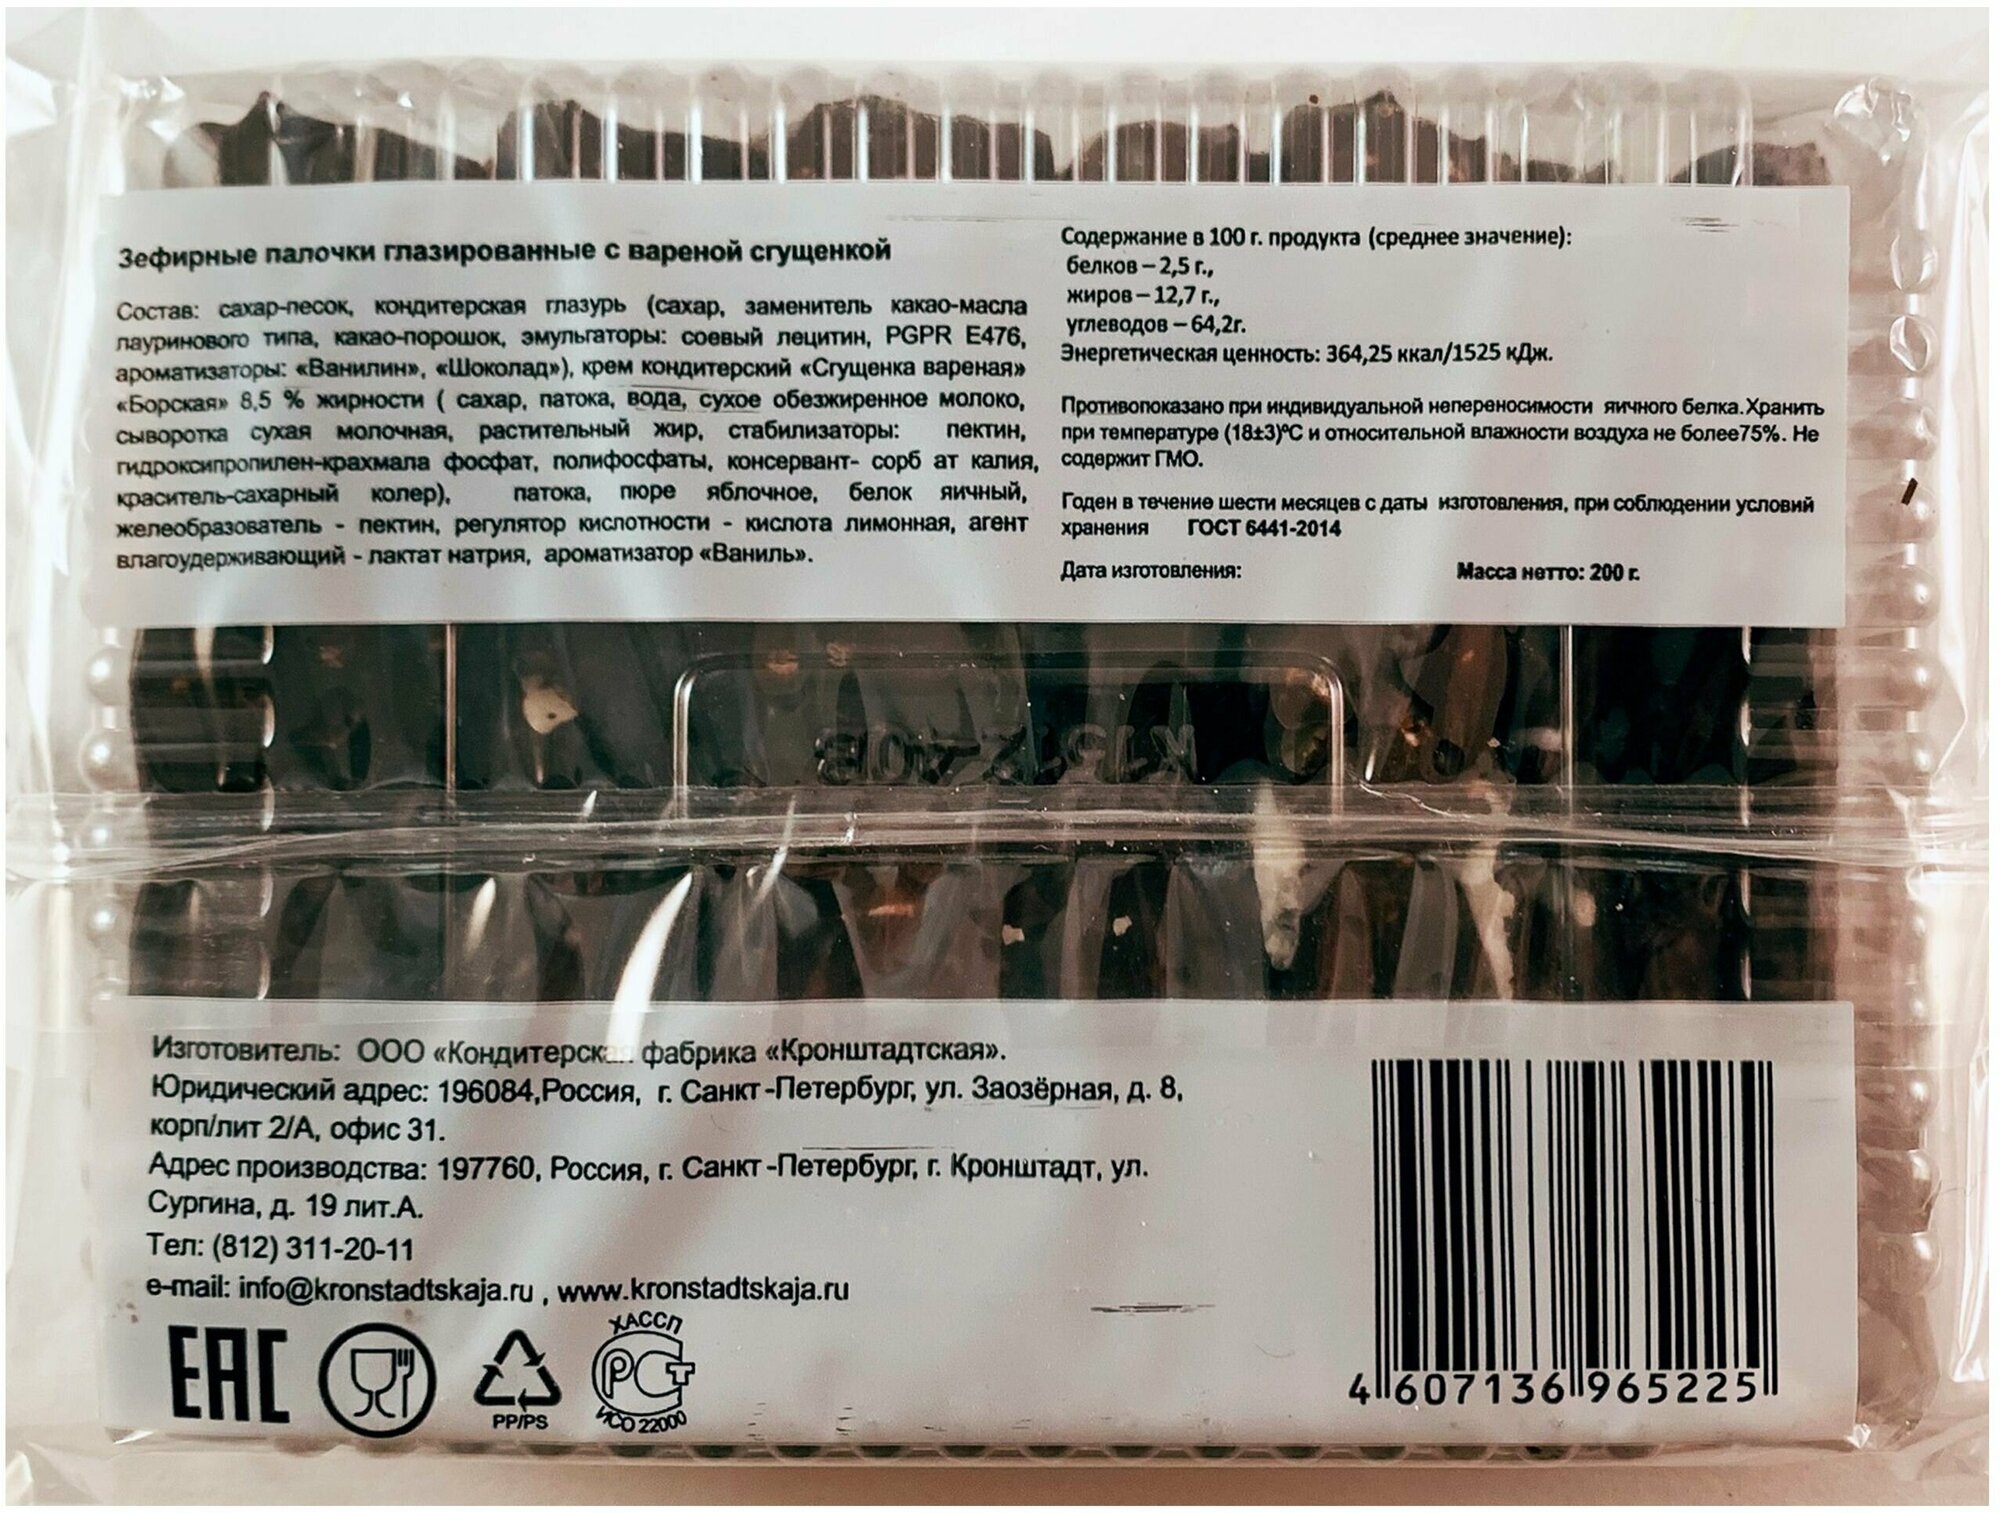 Зефирные палочки глазированные с вареной сгущенкой
Состав: сахар-песок, кондитерская глазурь (сахар, заменитель какао-масла
лауринового типа, какао-порошок, эмульгаторы: соевый лецитин, PGPR E476,
ароматизаторы: «Ванилин», «Шоколад»), крем кондитерский «Сгущенка вареная»
«Борская» 8,5 % жирности ( сахар, патока, вода, сухое обезжиренное молоко,
сыворотка сухая молочная, растительный жир, стабилизаторы: пектин,
гидроксипропилен-крахмала фосфат, полифосфаты, консервант- сорб ат калия,
краситель-сахарный колер), патока, пюре яблочное, белок яичный,
желеобразователь - пектин, регулятор кислотности - кислота лимонная, агент
влагоудерживающий - лактат натрия, ароматизатор «Ваниль».
Содержание в 100 г. продукта (среднее значение):
белков – 2,5 г.,
жиров – 12,7 г.,
углеводов – 64,2г.
Энергетическая ценность: 364,25 ккал/1525 кДж.
Противопоказано при индивидуальной непереносимости яичного белка.Хранить
при температуре (18±3)ºС и относительной влажности воздуха не более75%. Не
содержит ГМО.
Годен в течение шести месяцев с даты изготовления, при соблюдении условий
хранения ГОСТ 6441-2014
Дата изготовления: Масса нетто: 200 г.
Изготовитель: ООО фабрика «Кронштадтская».
Юридический адрес: 196084,Россия, г. Санкт-Петербург, ул. Заозёрная, д. 8,
корп/лит 2/А, офис 31.
Адрес производства: 197760, Россия, г. Санкт-Петербург, г. Кронштадт, ул.
Сургина, д. 19 лит.А.
Тел: (812) 311-20-11
e-mail: info@kronstadtskaja.ru , www.kronstadtskaja.ru
EAC
PP/PS
ХАССП
РСТ
ИСО 22000
4 607136 965225